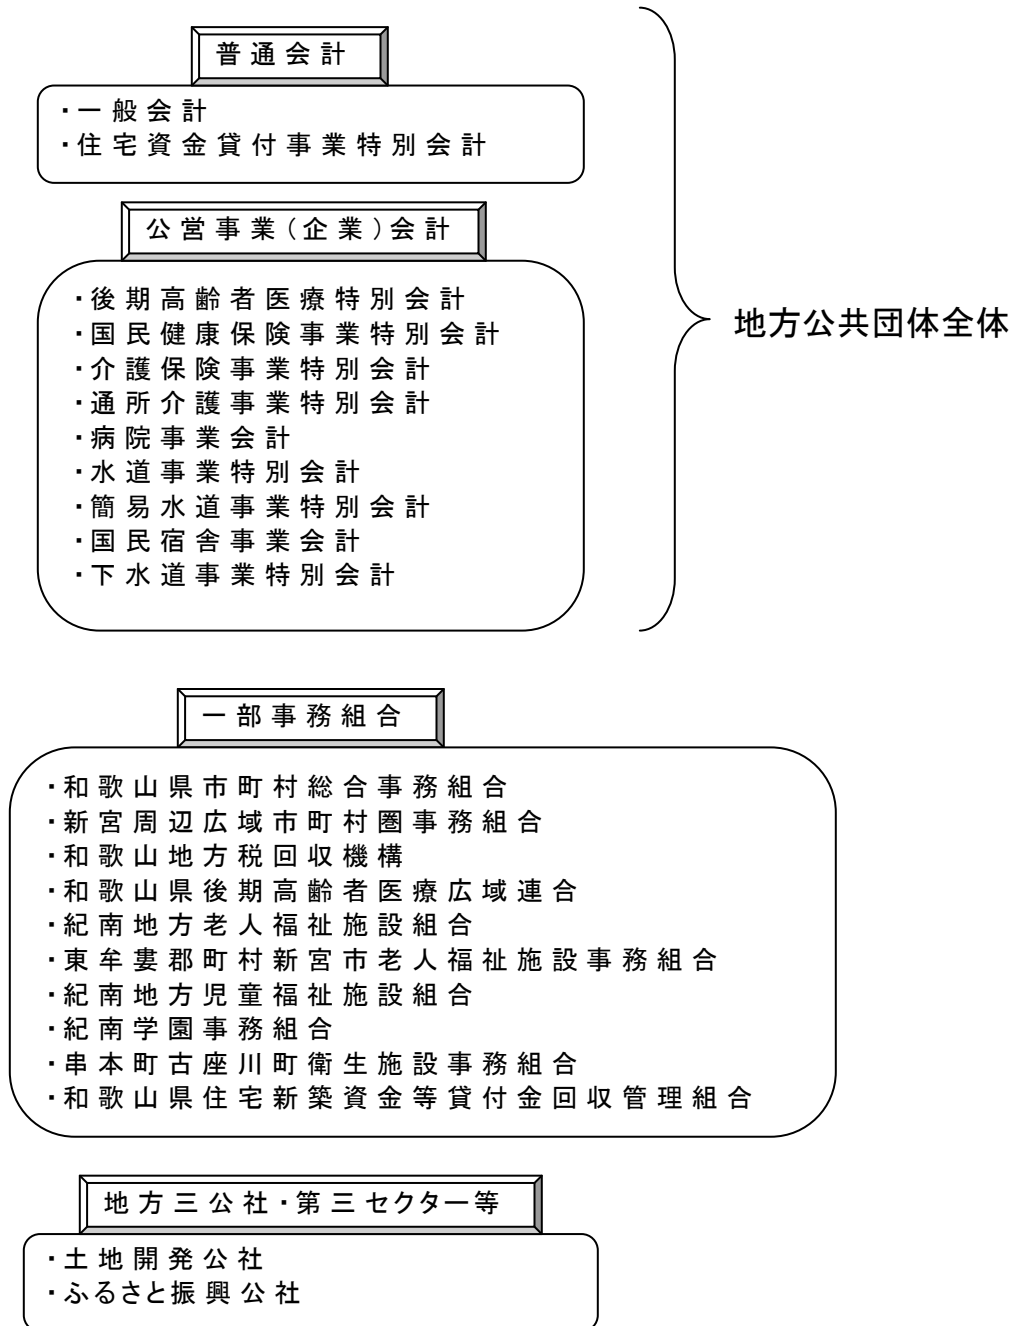 普通会計
・一般会計
・住宅資金貸付事業特別会計
公営事業(企業)会計
・後期高齢者医療特別会計
・国民健康保険事業特別会計
・介護保険事業特別会計
・通所介護事業特別会計
・病院事業会計
・水道事業特別会計
・簡易水道事業特別会計
・国民宿舎事業会計
・下水道事業特別会計
地方公共団体全体
一部事務組合
・和歌山県市町村総合事務組合
・新宮周辺広域市町村圏事務組合
・和歌山地方税回収機構
・和歌山県後期高齢者医療広域連合
・紀南地方老人福祉施設組合
・東牟婁郡町村新宮市老人福祉施設事務組合
・紀南地方児童福祉施設組合
・紀南学園事務組合
・串本町古座川町衛生施設事務組合
・和歌山県住宅新築資金等貸付金回収管理組合
地方三公社・第三セクター等
・土地開発公社
・ふるさと振興公社